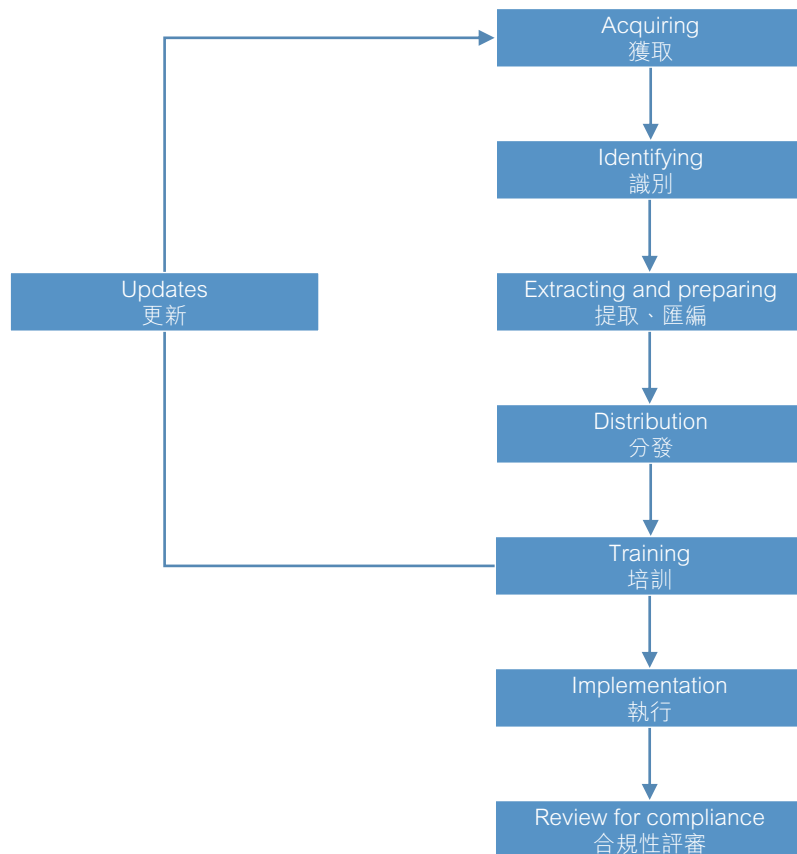 Acquiring
獲取
Identifying
識別
Updates
更新
Extracting and preparing
提取、匯編
Distribution
分發
Training
培訓
Implementation
執行
Review for compliance
合規性評審